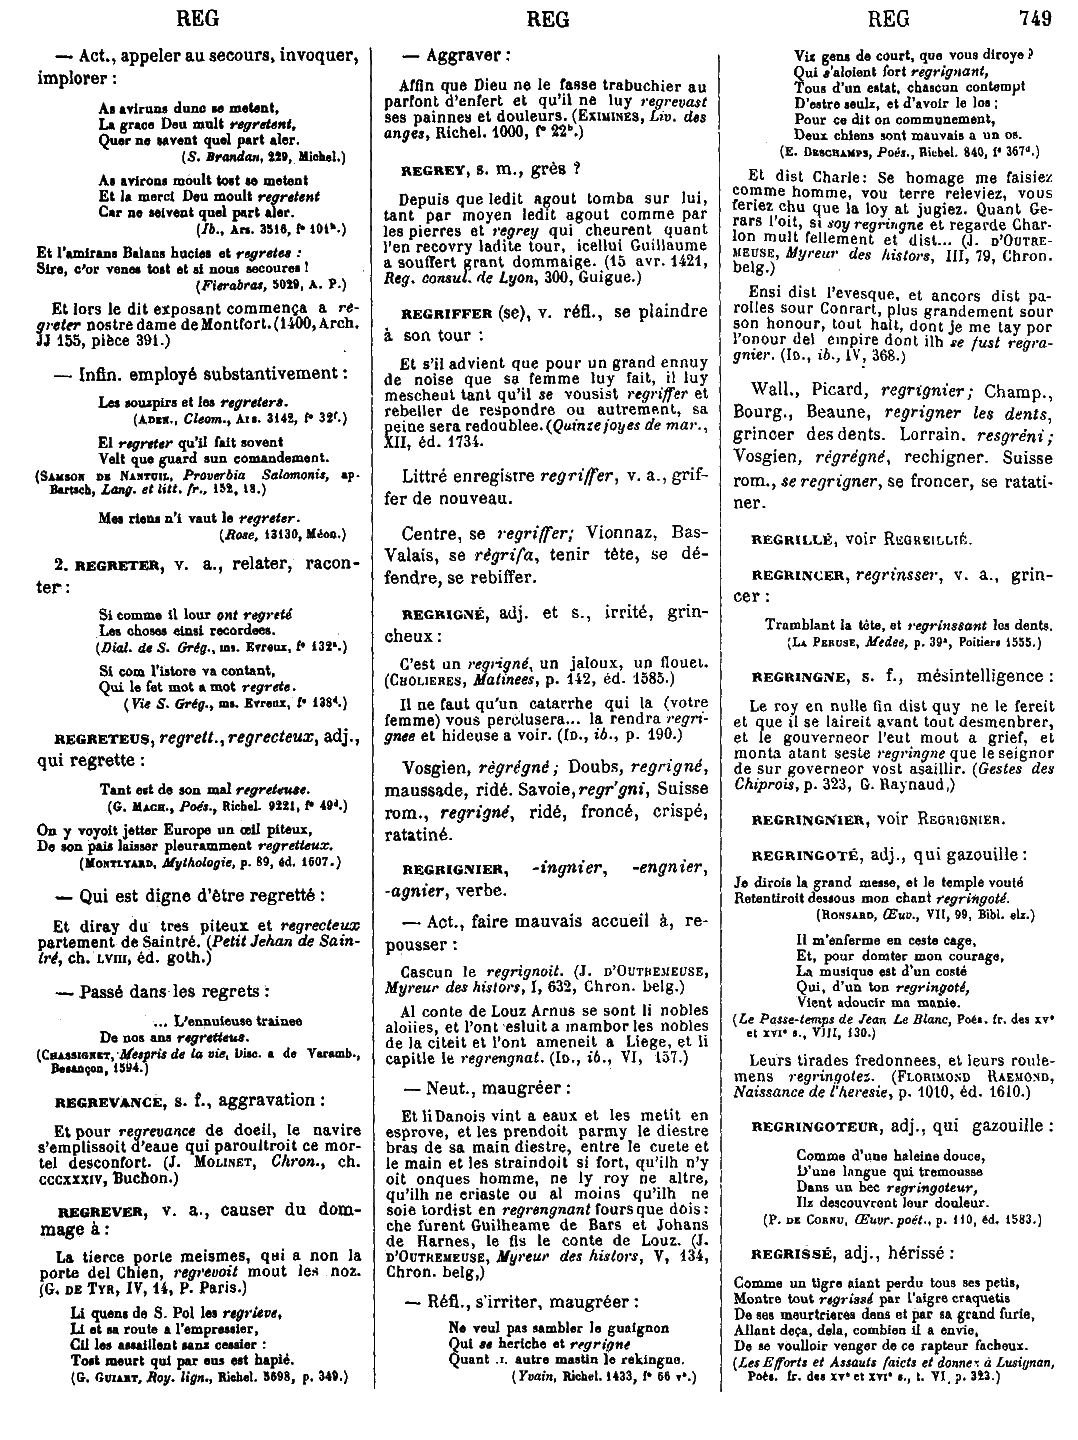 REG
REG
REG
749
— Act., appeler au secours, invoquer,
implorer :
As aviruns dunc se metent,
La grace Deu mult regretent,
Quer ne savent quel part aler.
(S. Brandan, 229, Michel.)
As avirons moult tost se metent
Et la merci Deu moult regretent
Car ne seivent quel part aler.
(Ib., Ars. 3516, f° 101ᵇ.)
Et l'amirans Balans hucies et regretes :
Sire, c'or venes tost et si nous secoures !
(Fierabras, 5029, A. P.)
Et lors le dit exposant commença a re-
greter nostre dame de Montfort. (1400, Arch.
JJ 155, pièce 391.)
— Infin. employé substantivement :
Les souspirs et les regreters.
(ADEN., Cleom., Ars. 3142, f° 32ᶠ.)
El regreter qu'il fait sovent
Velt que guard sun comandement.
(SAMSON DE NANTUIL, Proverbia Salomonis, ap.
Bartsch, Lang. et litt. fr., 152, 18.)
Mes riens n'i vaut le regreter.
(Rose, 13130, Méon.)
2. REGRETER, v. a., relater, racon-
ter :
Si comme il lour ont regreté
Les choses einsi recordees.
(Dial. de S. Grég., ms. Evreux, f° 132ᵃ.)
Si com l'istore va contant,
Qui le fet mot a mot regrete.
(Vie S. Grég., ms. Evreux, f° 138ᵈ.)
REGRETEUS, regrett., regrecteux, adj.,
qui regrette :
Tant est de son mal regreteuse.
(G. MACH., Poés., Richel. 9221, f° 49ᵈ.)
On y voyoit jetter Europe un œil piteux,
De son païs laisser pleuramment regretteux.
(MONTLYARD, Mythologie, p. 89, éd. 1607.)
— Qui est digne d'être regretté :
Et diray du tres piteux et regrecteux
partement de Saintré. (Petit Jehan de Sain-
tré, ch. LVIII, éd. goth.)
— Passé dans les regrets :
... L'ennuieuse trainee
De nos ans regretteus.
(CHASSIGNET, Mespris de la vie, Disc. a de Varamb.,
Besançon, 1594.)
REGREVANCE, s. f., aggravation :
Et pour regrevance de doeil, le navire
s'emplissoit d'eaue qui paroultroit ce mor-
tel desconfort. (J. MOLINET, Chron., ch.
CCCXXXIV, Buchon.)
REGREVER, v. a., causer du dom-
mage à :
La tierce porte meismes, qui a non la
porte del Chien, regrevoit mout les noz.
(G. DE TYR, IV, 14, P. Paris.)
Li quens de S. Pol les regrieve,
Li et sa route a l'empressier,
Cil les assaillent sans cessier :
Tost meurt qui par eus est hapié.
(G. GUIART, Roy. lign., Richel. 5698, p. 349.)
— Aggraver :
Affin que Dieu ne le fasse trabuchier au
parfont d'enfert et qu'il ne luy regrevast
ses painnes et douleurs. (EXIMINES, Liv. des
anges, Richel. 1000, f° 22ᵇ.)
REGREY, s. m., grès ?
Depuis que ledit agout tomba sur lui,
tant par moyen ledit agout comme par
les pierres et regrey qui cheurent quant
l'en recovry ladite tour, icellui Guillaume
a souffert grant dommaige. (15 avr. 1421,
Reg. consul. de Lyon, 300, Guigue.)
REGRIFFER (se), v. réfl., se plaindre
à son tour :
Et s'il advient que pour un grand ennuy
de noise que sa femme luy fait, il luy
mescheut tant qu'il se vousist regriffer et
rebeller de respondre ou autrement, sa
peine sera redoublee. (Quinze joyes de mar.,
XII, éd. 1734.
Littré enregistre regriffer, v. a., grif-
fer de nouveau.
Centre, se regriffer; Vionnaz, Bas-
Valais, se régrifa, tenir tête, se dé-
fendre, se rebiffer.
REGRIGNÉ, adj. et s., irrité, grin-
cheux :
C'est un regrigné, un jaloux, un flouet.
(CHOLIERES, Matinees, p. 142, éd. 1585.)
Il ne faut qu'un catarrhe qui la (votre
femme) vous perclusera... la rendra regri-
gnee et hideuse a voir. (ID., ib., p. 190.)
Vosgien, règrégné; Doubs, regrigné,
maussade, ridé. Savoie, regr'gni, Suisse
rom., regrigné, ridé, froncé, crispé,
ratatiné.
REGRIGNIER, -ingnier, -engnier,
-agnier, verbe.
— Act., faire mauvais accueil à, re-
pousser :
Cascun le regrignoit. (J. D'OUTREMEUSE,
Myreur des histors, I, 632, Chron. belg.)
Al conte de Louz Arnus se sont li nobles
aloiies, et l'ont esluit a mambor les nobles
de la citeit et l'ont ameneit a Liege, et li
capitle le regrengnat. (ID., ib., VI, 157.)
— Neut., maugréer :
Et li Danois vint a eaux et les metit en
esprove, et les prendoit parmy le diestre
bras de sa main diestre, entre le cuete et
le main et les straindoit si fort, qu'ilh n'y
oit onques homme, ne ly roy ne altre,
qu'ilh ne criaste ou al moins qu'ilh ne
soie tordist en regrengnant fours que dois :
che furent Guilheame de Bars et Johans
de Harnes, le fis le conte de Louz. (J.
D'OUTREMEUSE, Myreur des histors, V, 134,
Chron. belg,)
— Réfl., s'irriter, maugréer :
Ne veul pas sambler le guaignon
Qui se heriche et regrigne
Quant .I. autre mastin le rekingne.
(Yvain, Richel. 1433, f° 66 v°.)
Vix gens de court, que vous diroye ?
Qui s'aloient fort regrignant,
Tous d'un estat, chascun contempt
D'estre seulz, et d'avoir le los ;
Pour ce dit on communement,
Deux chiens sont mauvais a un os.
(E. DESCHAMPS, Poés., Richel. 840, f° 367ᵈ.)
Et dist Charle: Se homage me faisiez
comme homme, vou terre releviez, vous
feriez chu que la loy at jugiez. Quant Ge-
rars l'oit, si soy regringne et regarde Char-
lon mult fellement et dist... (J. D'OUTRE-
MEUSE, Myreur des histors, III, 79, Chron.
belg.)
Ensi dist l'evesque, et ancors dist pa-
rolles sour Conrart, plus grandement sour
son honour, tout halt, dont je me tay por
l'onour del empire dont ilh se fust regra-
gnier. (ID., ib., IV, 368.)
Wall., Picard, regrignier; Champ.,
Bourg., Beaune, regrigner les dents,
grincer des dents. Lorrain. resgréni;
Vosgien, régrégné, rechigner. Suisse
rom., se regrigner, se froncer, se ratati-
ner.
REGRILLÉ, voir REGREILLIÉ.
REGRINCER, regrinsser, v. a., grin-
cer :
Tramblant la tête, et regrinssant les dents.
(LA PERUSE, Medee, p. 39ᵃ, Poitiers 1555.)
REGRINGNE, s. f., mésintelligence :
Le roy en nulle fin dist quy ne le fereit
et que il se laireit avant tout desmenbrer,
et le gouverneor l'eut mout a grief, et
monta atant seste regringne que le seignor
de sur governeor vost asaillir. (Gestes des
Chiprois, p. 323, G. Raynaud,)
REGRINGNIER, voir REGRIGNIER.
REGRINGOTÉ, adj., qui gazouille :
Je dirois la grand messe, et le temple vouté
Retentiroit dessous mon chant regringoté.
(RONSARD, Œuv., VII, 99, Bibl. elz.)
Il m'enferme en ceste cage,
Et, pour domter mon courage,
La musique est d'un costé
Qui, d'un ton regringoté,
Vient adoucir ma manie.
(Le Passe-temps de Jean Le Blanc, Poés. fr. des XVᵉ
et XVIᵉ s., VIII, 130.)
Leurs tirades fredonnees, et leurs roule-
mens regringotez. (FLORIMOND RAEMOND,
Naissance de l'heresie, p. 1010, éd. 1610.)
REGRINGOTEUR, adj., qui gazouille :
Comme d'une haleine douce,
D'une langue qui tremousse
Dans un bec regringoteur,
Ilz descouvrent leur douleur.
(P. DE CORNU, Œuvr. poét., p. 110, éd. 1583.)
REGRISSÉ, adj., hérissé :
Comme un tigre aiant perdu tous ses petis,
Montre tout regrissé par l'aigre craquetis
De ses meurtrieres dens et par sa grand furie,
Allant deça, dela, combien il a envie,
De se voulloir venger de ce rapteur facheux.
(Les Efforts et Assauts faicts et donnez à Lusignan,
Poés. fr. des XVᵉ et XVIᵉ s., t. VI, p. 323.)